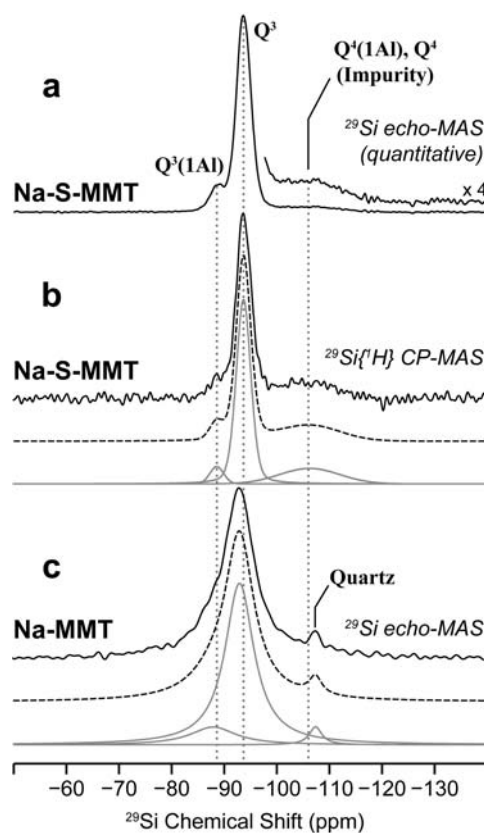 Q³
a
Q⁴(1Al), Q⁴
(Impurity)
²⁹Si echo-MAS
(quantitative)
Q³(1Al)
Na-S-MMT
x 4
b
Na-S-MMT
²⁹Si{¹H} CP-MAS
c
Quartz
Na-MMT
²⁹Si echo-MAS
−60 −70 −80 −90 −100 −110 −120 −130
²⁹Si Chemical Shift (ppm)